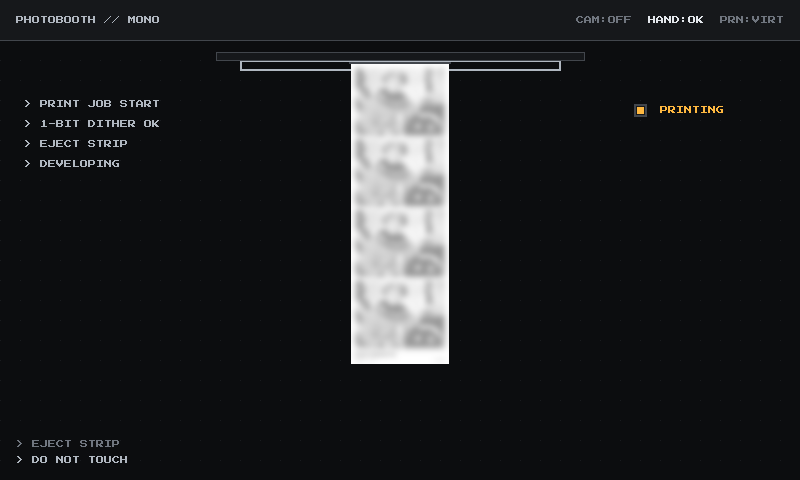 PHOTOBOOTH // MONO
CAM:OFF HAND:OK PRN:VIRT
> PRINT JOB START
> 1-BIT DITHER OK
> EJECT STRIP
> DEVELOPING
PRINTING
> EJECT STRIP
> DO NOT TOUCH